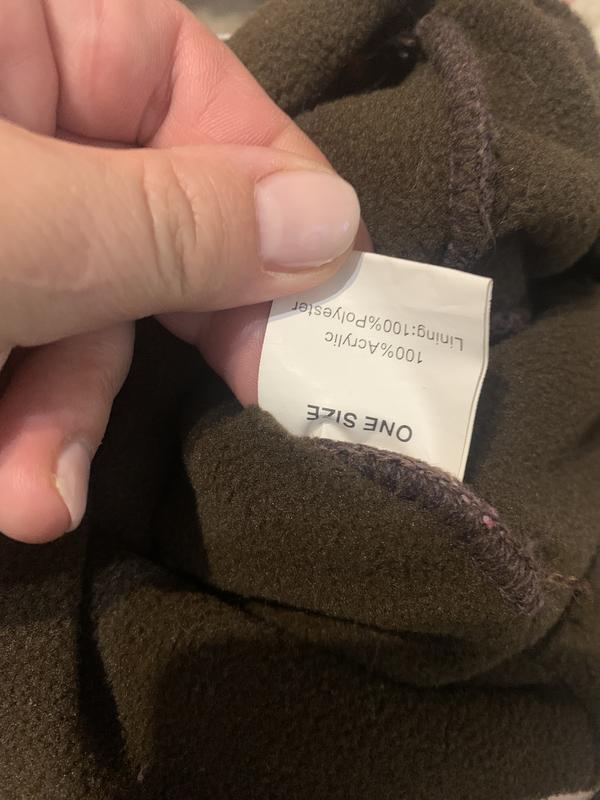 ONE SIZE
100%Acrylic
Lining:100%Polyester